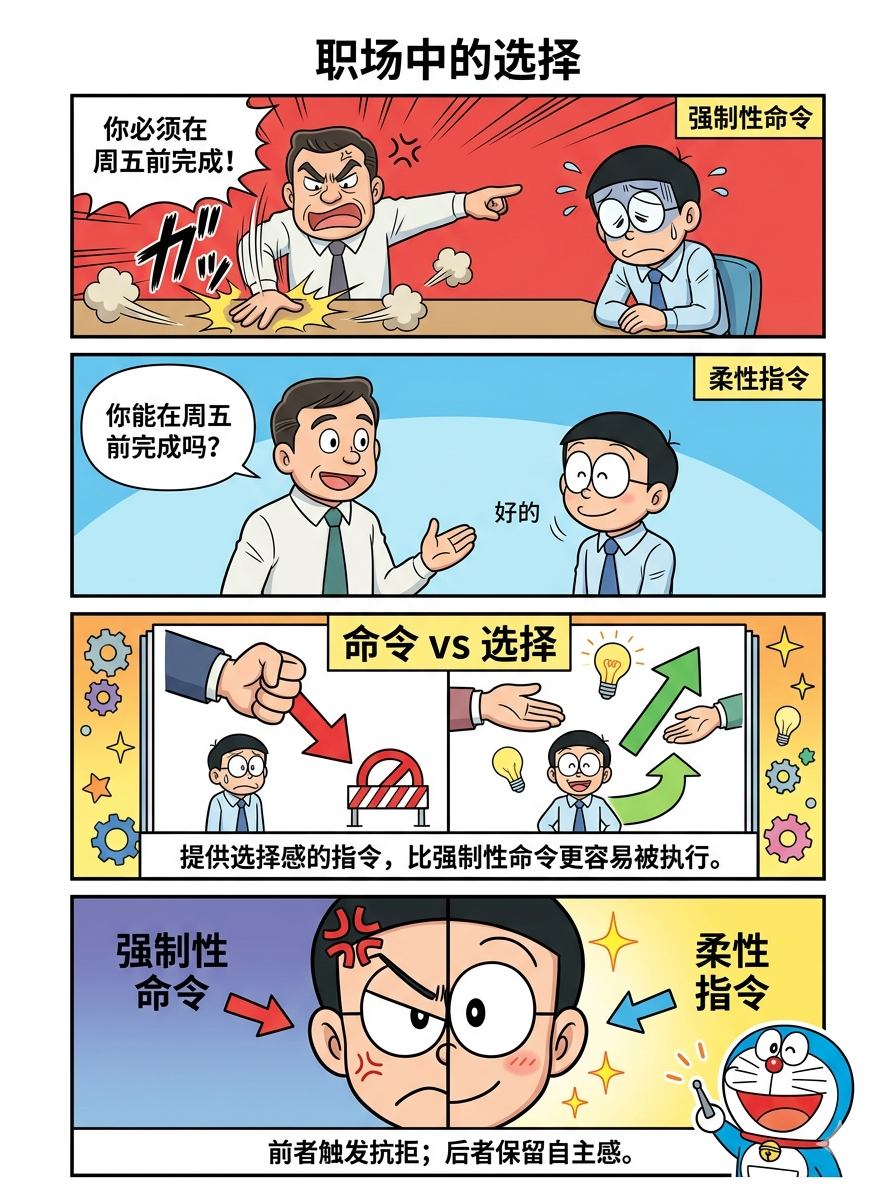 职场中的选择
你必须在
周五前完成！
强制性命令
ガッ
柔性指令
你能在周五
前完成吗？
好的
命令 vs 选择
提供选择感的指令，比强制性命令更容易被执行。
强制性
命令
柔性
指令
前者触发抗拒；后者保留自主感。